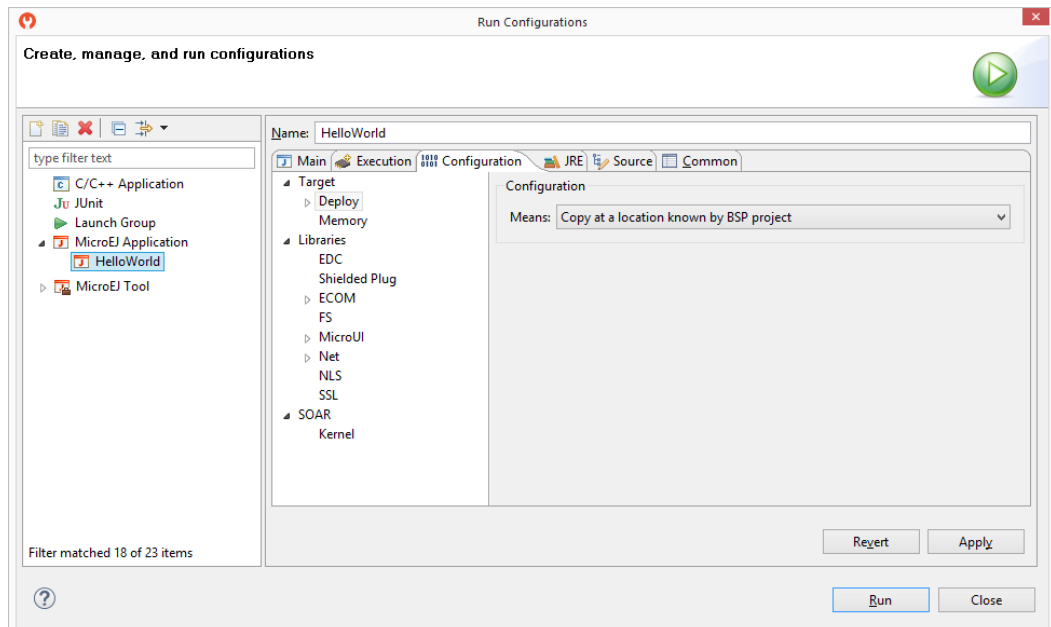 Run Configurations
Create, manage, and run configurations
type filter text
C/C++ Application
Ju JUnit
Launch Group
MicroEJ Application
HelloWorld
MicroEJ Tool
Filter matched 18 of 23 items
Name: HelloWorld
Main Execution Configuration JRE Source Common
Target
Deploy
Memory
Libraries
EDC
Shielded Plug
ECOM
FS
MicroUI
Net
NLS
SSL
SOAR
Kernel
Configuration
Means: Copy at a location known by BSP project
Revert Apply
Run Close